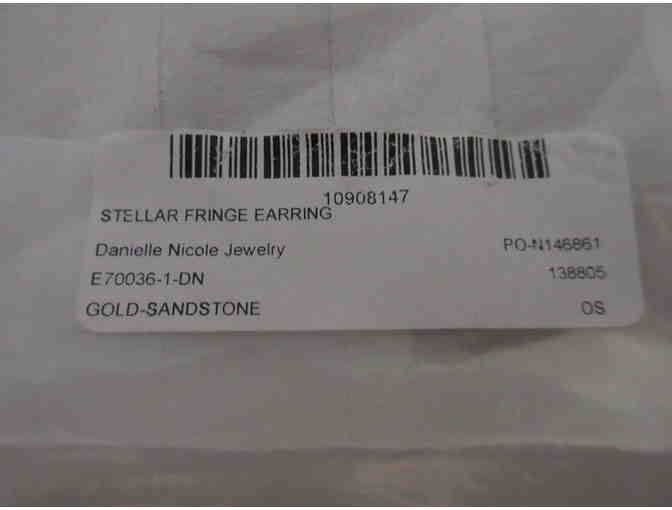 10908147
STELLAR FRINGE EARRING
Danielle Nicole Jewelry PO-N146861
E70036-1-DN 138805
GOLD-SANDSTONE OS